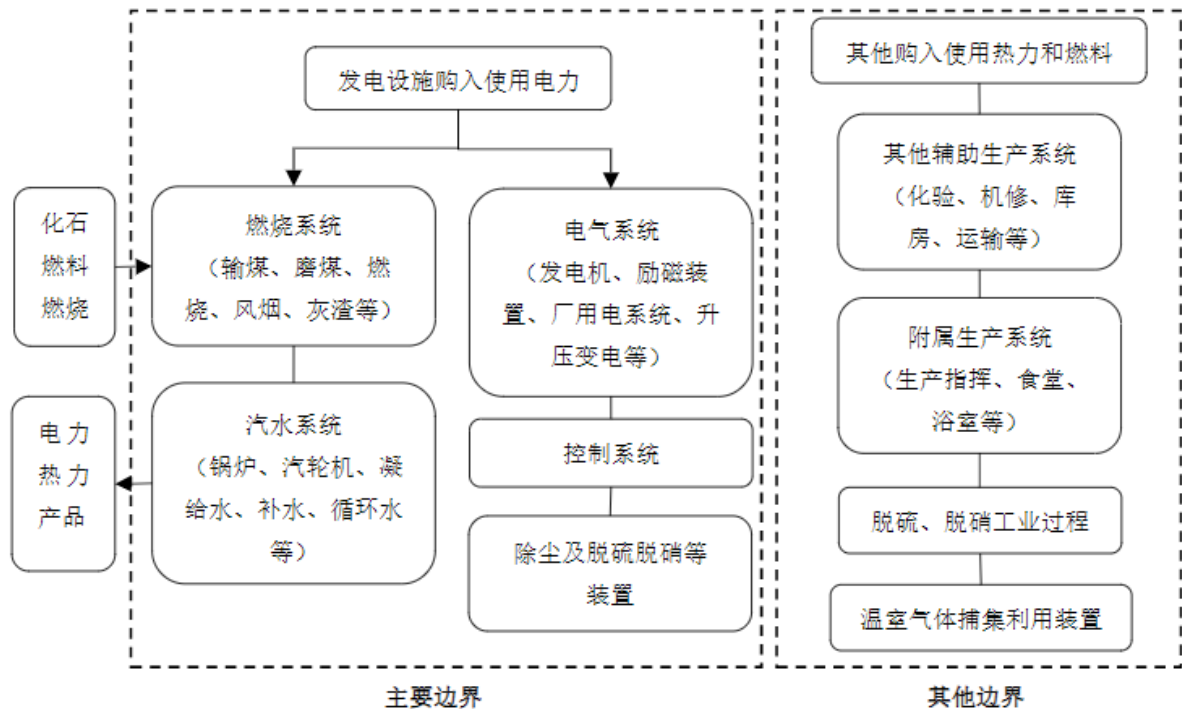 发电设施购入使用电力
化石
燃料
燃烧
燃烧系统
（输煤、磨煤、燃
烧、风烟、灰渣等）
电气系统
（发电机、励磁装
置、厂用电系统、升
压变电等）
电力
热力
产品
汽水系统
（锅炉、汽轮机、凝
给水、补水、循环水
等）
控制系统
除尘及脱硫脱硝等
装置
主要边界
其他购入使用热力和燃料
其他辅助生产系统
（化验、机修、库
房、运输等）
附属生产系统
（生产指挥、食堂、
浴室等）
脱硫、脱硝工业过程
温室气体捕集利用装置
其他边界